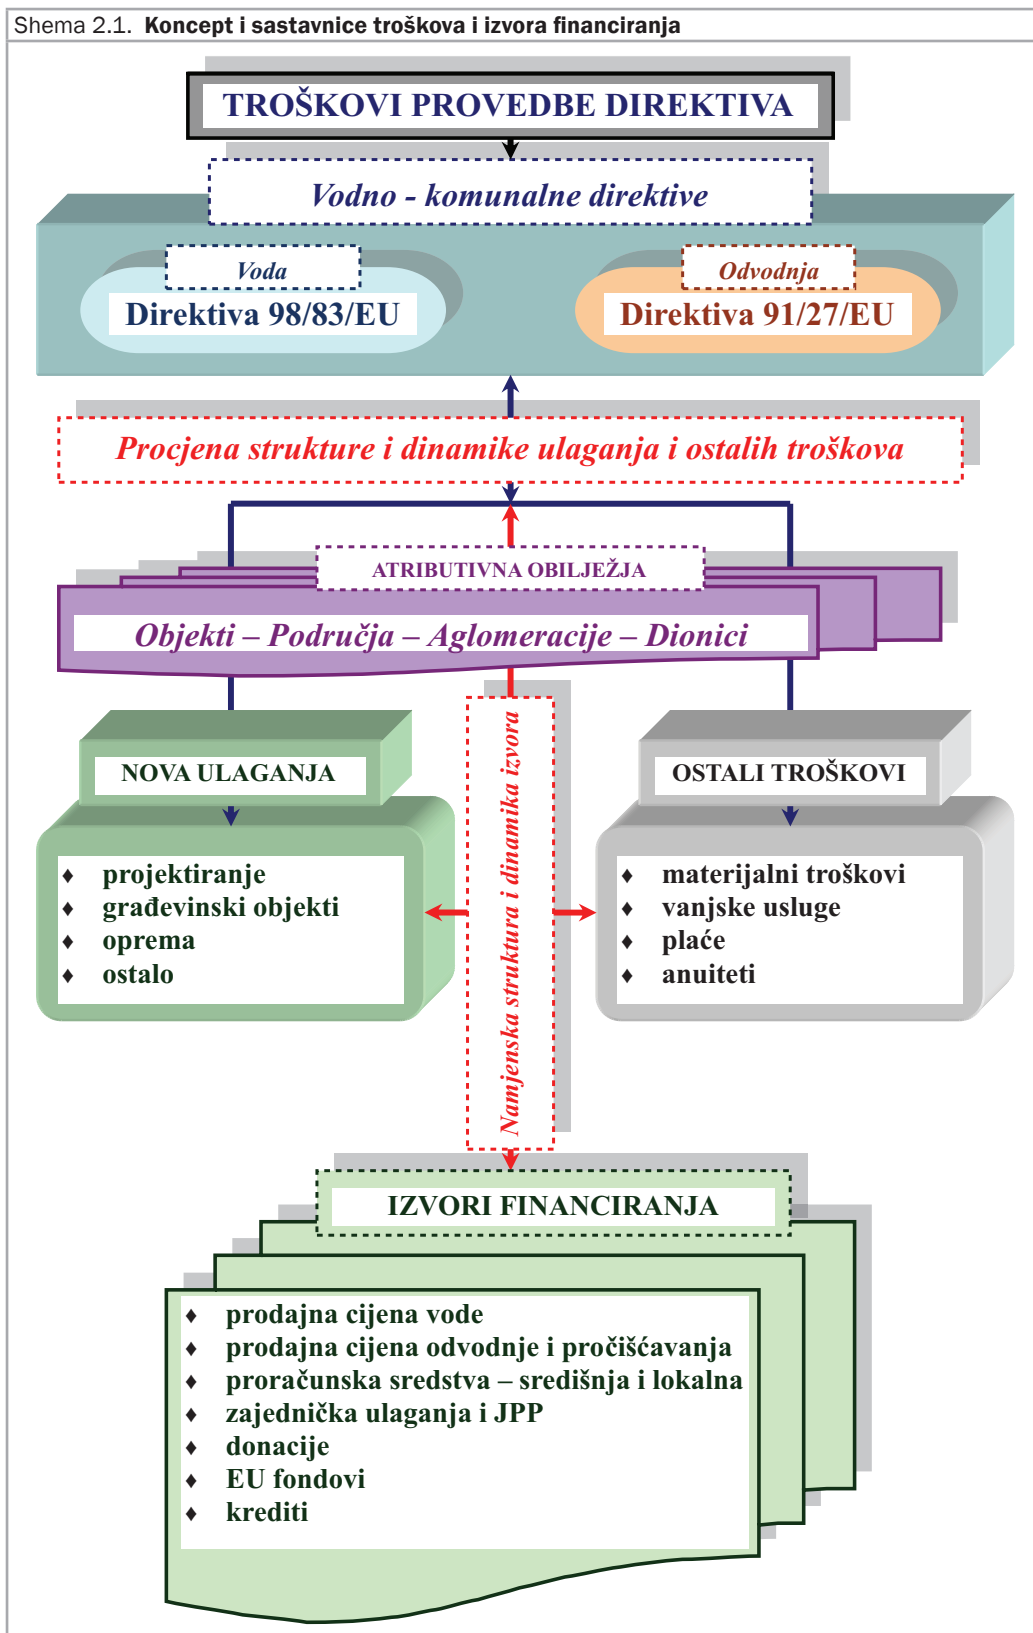 Shema 2.1. Koncept i sastavnice troškova i izvora financiranja
TROŠKOVI PROVEDBE DIREKTIVA
Vodno - komunalne direktive
Voda
Direktiva 98/83/EU
Odvodnja
Direktiva 91/27/EU
Procjena strukture i dinamike ulaganja i ostalih troškova
ATRIBUTIVNA OBILJEŽJA
Objekti – Područja – Aglomeracije – Dionici
NOVA ULAGANJA
♦ projektiranje
♦ građevinski objekti
♦ oprema
♦ ostalo
Namjenska struktura i dinamika izvora
OSTALI TROŠKOVI
♦ materijalni troškovi
♦ vanjske usluge
♦ plaće
♦ anuiteti
IZVORI FINANCIRANJA
♦ prodajna cijena vode
♦ prodajna cijena odvodnje i pročišćavanja
♦ proračunska sredstva – središnja i lokalna
♦ zajednička ulaganja i JPP
♦ donacije
♦ EU fondovi
♦ krediti